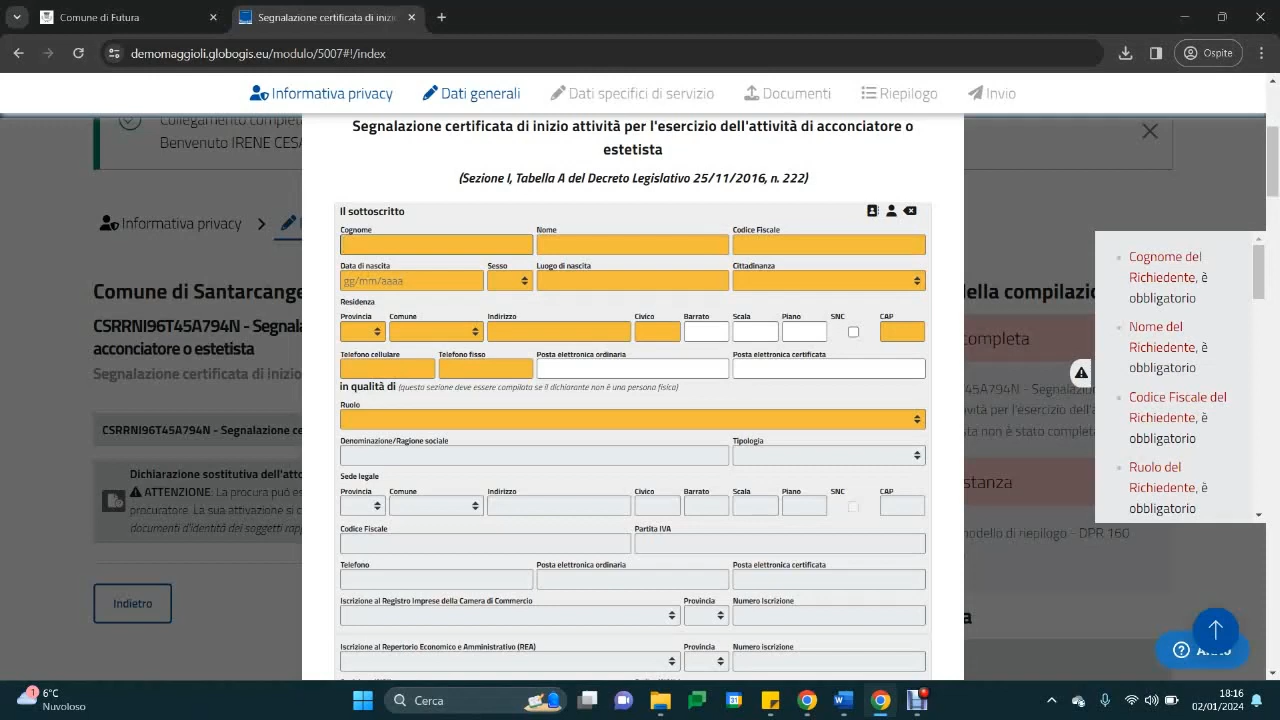 Comune di Futura
Segnalazione certificata di inizi
demomaggioli.globogis.eu/modulo/5007#!/index
Ospite
Informativa privacy
Dati generali
Dati specifici di servizio
Documenti
Riepilogo
Invio
Collegamento complet
Benvenuto IRENE CESA
Informativa privacy
Comune di Santarcange
ella compilazio
CSRRNI96T45A794N - Segnala
acconciatore o estetista
Segnalazione certificata di inizio
CSRRNI96T45A794N - Segnalazione ce
Dichiarazione sostitutiva dell'atto
ATTENZIONE: La procura può es
procuratore. La sua attivazione si c
documenti d'identità dei soggetti rap
Indietro
Segnalazione certificata di inizio attività per l'esercizio dell'attività di acconciatore o
estetista
(Sezione I, Tabella A del Decreto Legislativo 25/11/2016, n. 222)
Il sottoscritto
Cognome Nome Codice Fiscale
Data di nascita Sesso Luogo di nascita Cittadinanza
gg/mm/aaaa
Residenza
Provincia Comune Indirizzo Civico Barrato Scala Piano SNC CAP
Telefono cellulare Telefono fisso Posta elettronica ordinaria Posta elettronica certificata
in qualità di (questa sezione deve essere compilata se il dichiarante non è una persona fisica)
Ruolo
Denominazione/Ragione sociale Tipologia
Sede legale
Provincia Comune Indirizzo Civico Barrato Scala Piano SNC CAP
Codice Fiscale Partita IVA
Telefono Posta elettronica ordinaria Posta elettronica certificata
Iscrizione al Registro Imprese della Camera di Commercio Provincia Numero Iscrizione
Iscrizione al Repertorio Economico e Amministrativo (REA) Provincia Numero iscrizione
completa
45A794N - Segnalazio
vità per l'esercizio dell'a
ta non è stato completa
stanza
odello di riepilogo - DPR 160
Cognome del
Richiedente, è
obbligatorio
Nome del
Richiedente, è
obbligatorio
Codice Fiscale del
Richiedente, è
obbligatorio
Ruolo del
Richiedente, è
obbligatorio
6°C
Nuvoloso
Cerca
18:16
02/01/2024